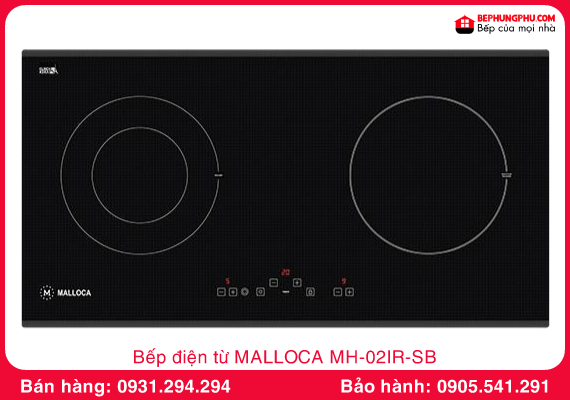 BEPHUNGPHU.COM
Bếp của mọi nhà
M MALLOCA
5
20
9
Bếp điện từ MALLOCA MH-02IR-SB
Bán hàng: 0931.294.294
Bảo hành: 0905.541.291